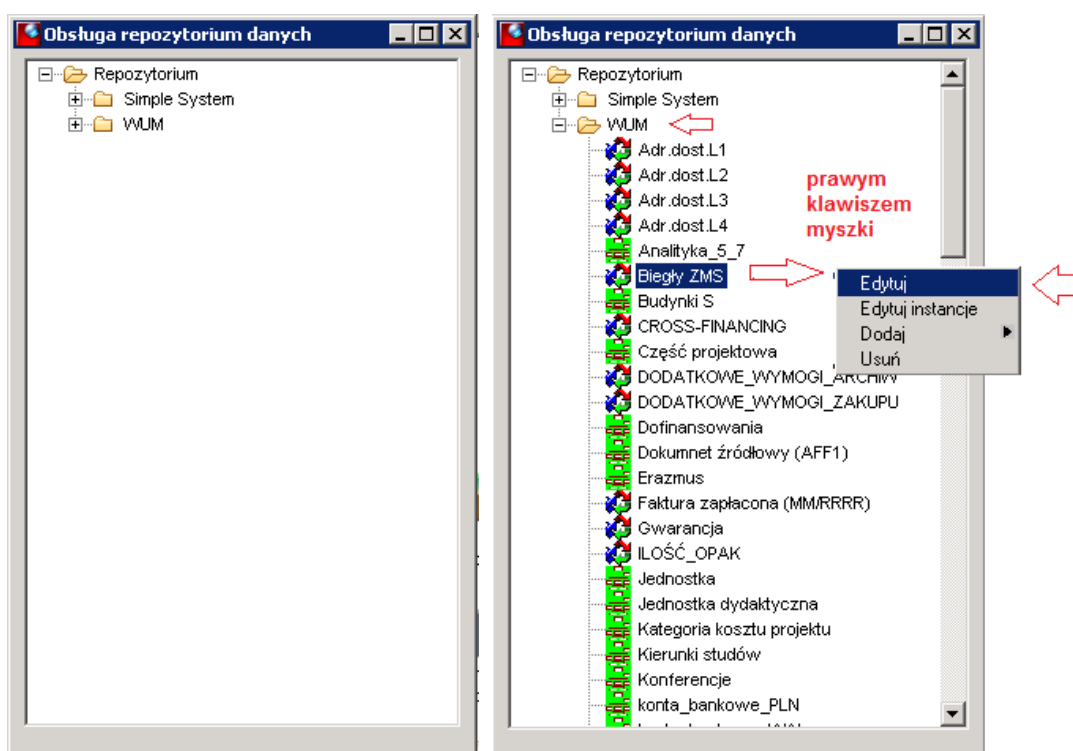 Obsługa repozytorium danych
Repozytorium
Simple System
WUM
Obsługa repozytorium danych
Repozytorium
Simple System
WUM
Adr.dost.L1
Adr.dost.L2
Adr.dost.L3
Adr.dost.L4
Analityka_5_7
Biegły ZMS
Budynki S
CROSS-FINANCING
Część projektowa
DODATKOWE_WYMOGI_ARCHIW
DODATKOWE_WYMOGI_ZAKUPU
Dofinansowania
Dokumnet źródłowy (AFF1)
Erazmus
Faktura zapłacona (MM/RRRR)
Gwarancja
ILOŚĆ_OPAK
Jednostka
Jednostka dydaktyczna
Kategoria kosztu projektu
Kierunki studów
Konferencje
konta_bankowe_PLN
prawym
klawiszem
myszki
Edytuj
Edytuj instancje
Dodaj
Usuń